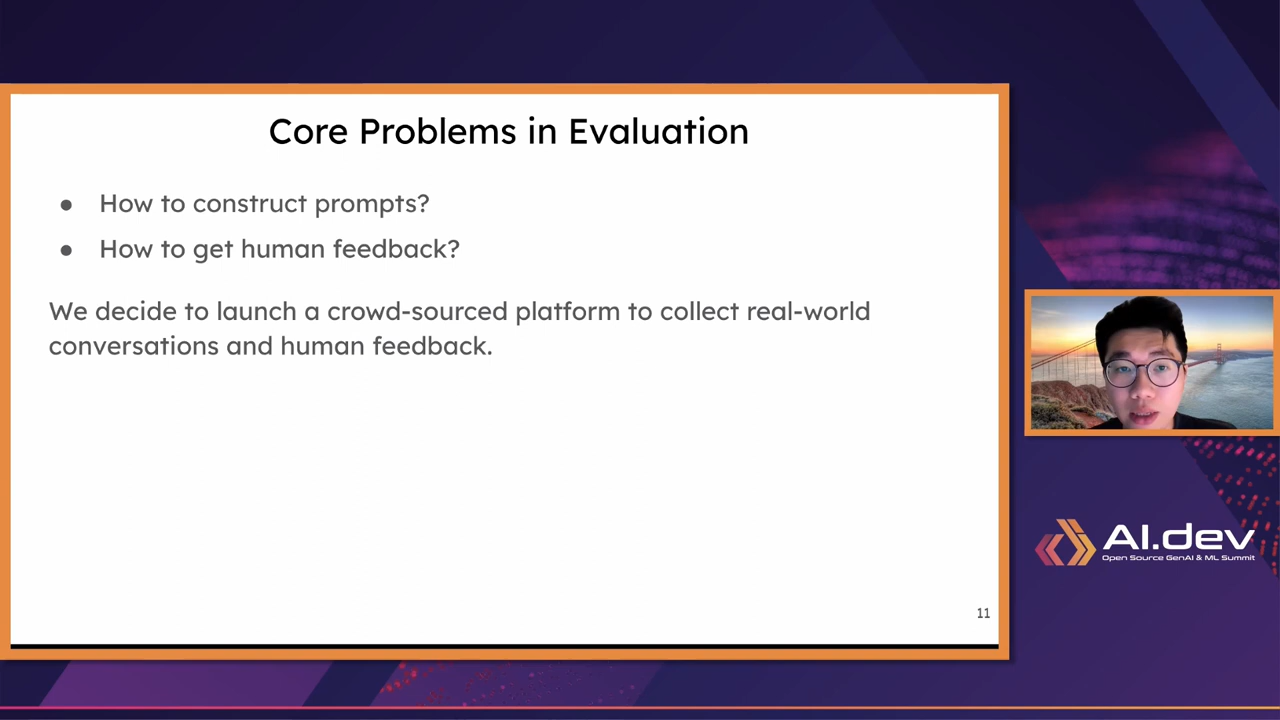 Core Problems in Evaluation
● How to construct prompts?
● How to get human feedback?
We decide to launch a crowd-sourced platform to collect real-world
conversations and human feedback.
11
AI.dev
Open Source GenAI & ML Summit